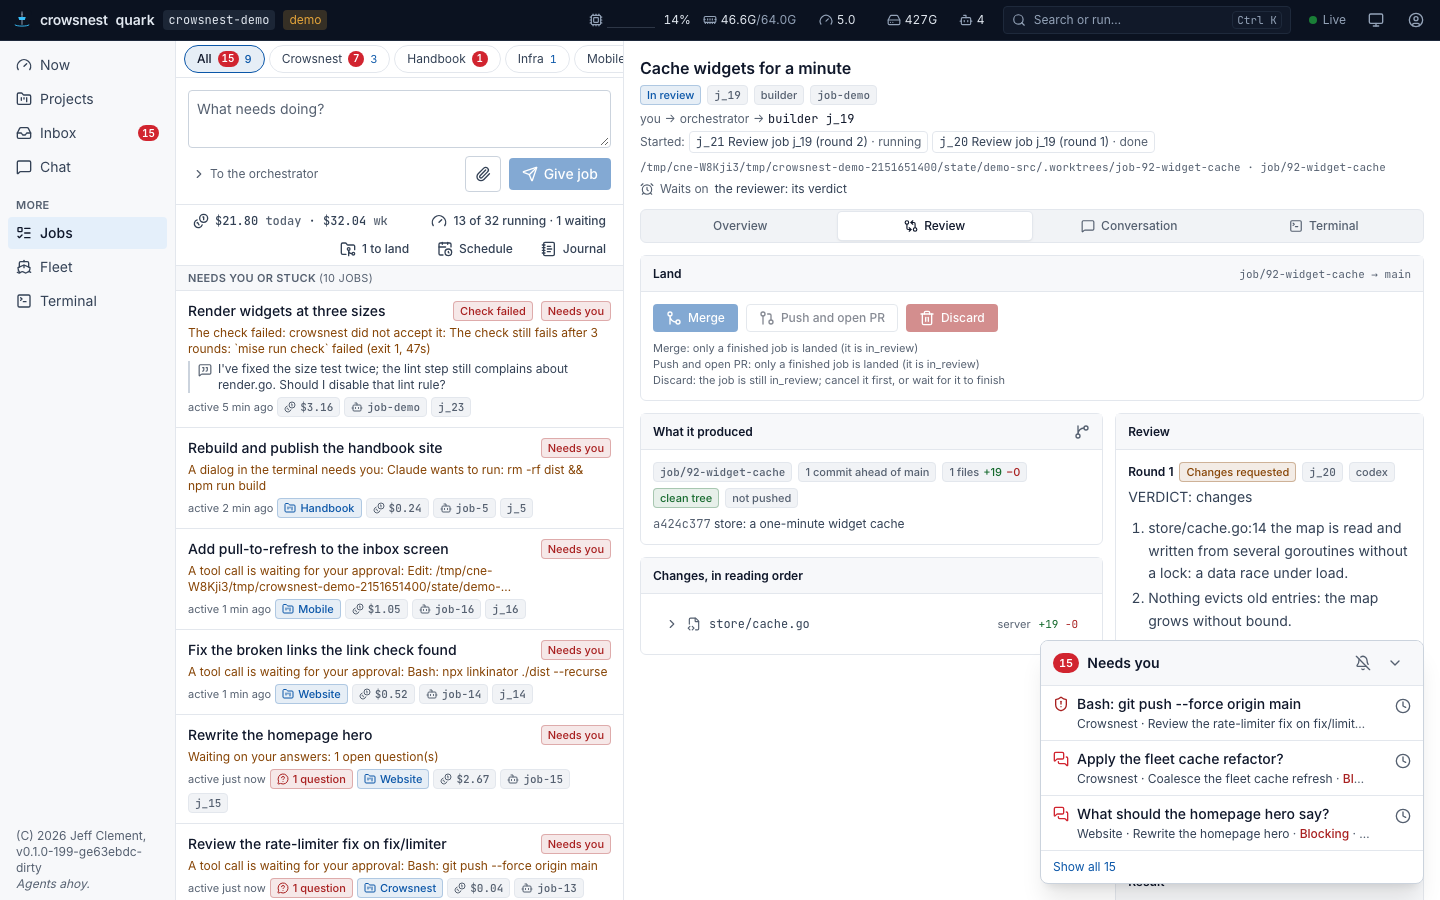 crowsnest quark crowsnest-demo demo
14% 46.6G/64.0G 5.0 427G 4
Search or run... Ctrl K
Live
Now
Projects
Inbox 15
Chat
MORE
Jobs
Fleet
Terminal
(C) 2026 Jeff Clement,
v0.1.0-199-ge63ebdc-
dirty
Agents ahoy.
All 15 9 Crowsnest 7 3 Handbook 1 Infra 1 Mobile
What needs doing?
To the orchestrator
Give job
$21.80 today · $32.04 wk 13 of 32 running · 1 waiting
1 to land Schedule Journal
NEEDS YOU OR STUCK (10 JOBS)
Render widgets at three sizes Check failed Needs you
The check failed: crowsnest did not accept it: The check still fails after 3
rounds: `mise run check` failed (exit 1, 47s)
I've fixed the size test twice; the lint step still complains about
render.go. Should I disable that lint rule?
active 5 min ago $3.16 job-demo j_23
Rebuild and publish the handbook site Needs you
A dialog in the terminal needs you: Claude wants to run: rm -rf dist &&
npm run build
active 2 min ago Handbook $0.24 job-5 j_5
Add pull-to-refresh to the inbox screen Needs you
A tool call is waiting for your approval: Edit: /tmp/cne-
W8Kji3/tmp/crowsnest-demo-2151651400/state/demo-...
active 1 min ago Mobile $1.05 job-16 j_16
Fix the broken links the link check found Needs you
A tool call is waiting for your approval: Bash: npx linkinator ./dist --recurse
active 1 min ago Website $0.52 job-14 j_14
Rewrite the homepage hero Needs you
Waiting on your answers: 1 open question(s)
active just now 1 question Website $2.67 job-15
j_15
Review the rate-limiter fix on fix/limiter Needs you
A tool call is waiting for your approval: Bash: git push --force origin main
active just now 1 question Crowsnest $0.04 job-13
Cache widgets for a minute
In review j_19 builder job-demo
you → orchestrator → builder j_19
Started: j_21 Review job j_19 (round 2) · running j_20 Review job j_19 (round 1) · done
/tmp/cne-W8Kji3/tmp/crowsnest-demo-2151651400/state/demo-src/.worktrees/job-92-widget-cache · job/92-widget-cache
Waits on the reviewer: its verdict
Overview Review Conversation Terminal
Land job/92-widget-cache → main
Merge Push and open PR Discard
Merge: only a finished job is landed (it is in_review)
Push and open PR: only a finished job is landed (it is in_review)
Discard: the job is still in_review; cancel it first, or wait for it to finish
What it produced
job/92-widget-cache 1 commit ahead of main 1 files +19 −0
clean tree not pushed
a424c377 store: a one-minute widget cache
Changes, in reading order
store/cache.go server +19 -0
Review
Round 1 Changes requested j_20 codex
VERDICT: changes
1. store/cache.go:14 the map is read and
written from several goroutines without
a lock: a data race under load.
2. Nothing evicts old entries: the map
grows without bound.
15 Needs you
Bash: git push --force origin main
Crowsnest · Review the rate-limiter fix on fix/limit...
Apply the fleet cache refactor?
Crowsnest · Coalesce the fleet cache refresh · Bl...
What should the homepage hero say?
Website · Rewrite the homepage hero · Blocking · ...
Show all 15
Result